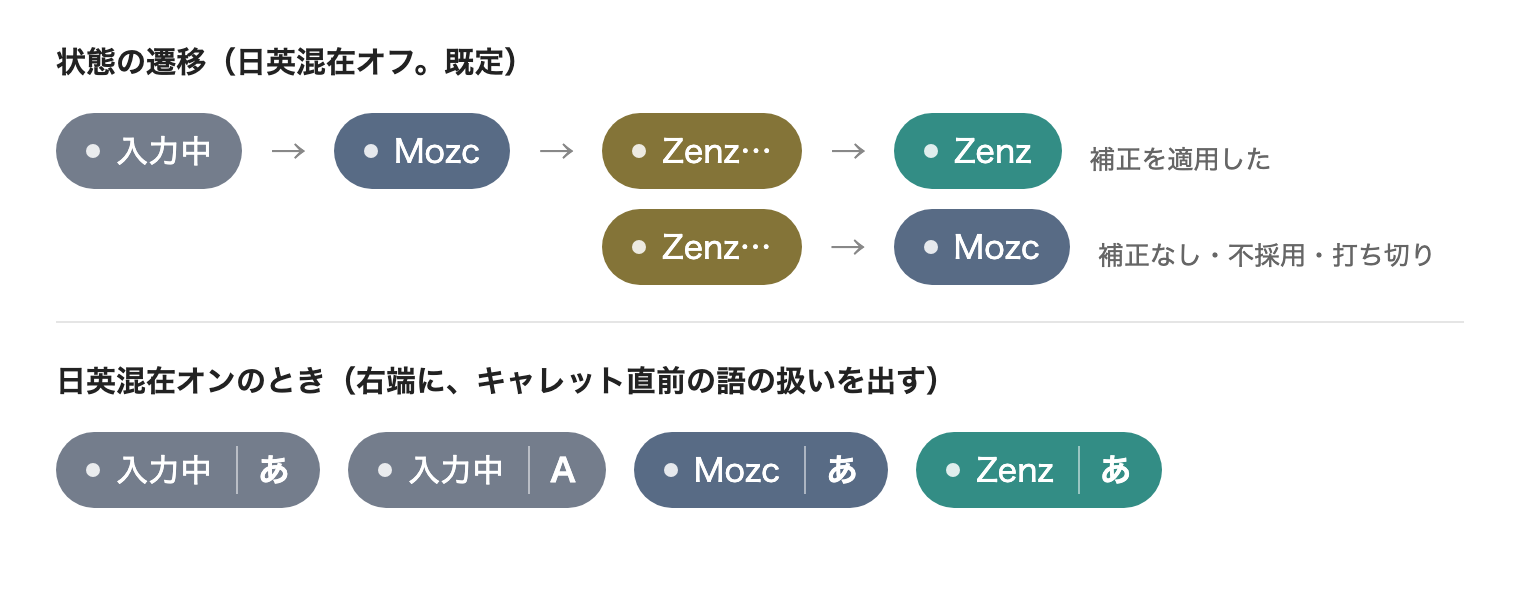 状態の遷移（日英混在オフ。既定）
入力中 → Mozc → Zenz… → Zenz 補正を適用した
Zenz… → Mozc 補正なし・不採用・打ち切り
日英混在オンのとき（右端に、キャレット直前の語の扱いを出す）
入力中 あ 入力中 A Mozc あ Zenz あ